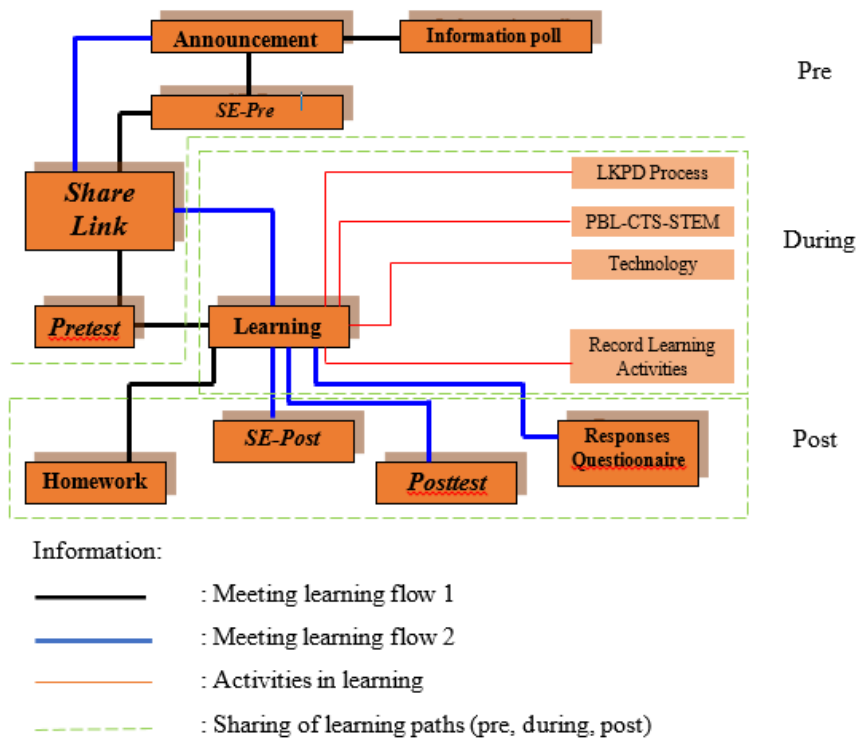 Announcement
Information poll
Pre
SE-Pre
Share
Link
LKPD Process
PBL-CTS-STEM
During
Technology
Pretest
Learning
Record Learning
Activities
SE-Post
Responses
Questioonaire
Post
Homework
Posttest
Information:
: Meeting learning flow 1
: Meeting learning flow 2
: Activities in learning
: Sharing of learning paths (pre, during, post)